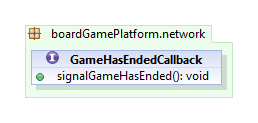 boardGamePlatform.network
I GameHasEndedCallback
signalGameHasEnded(): void